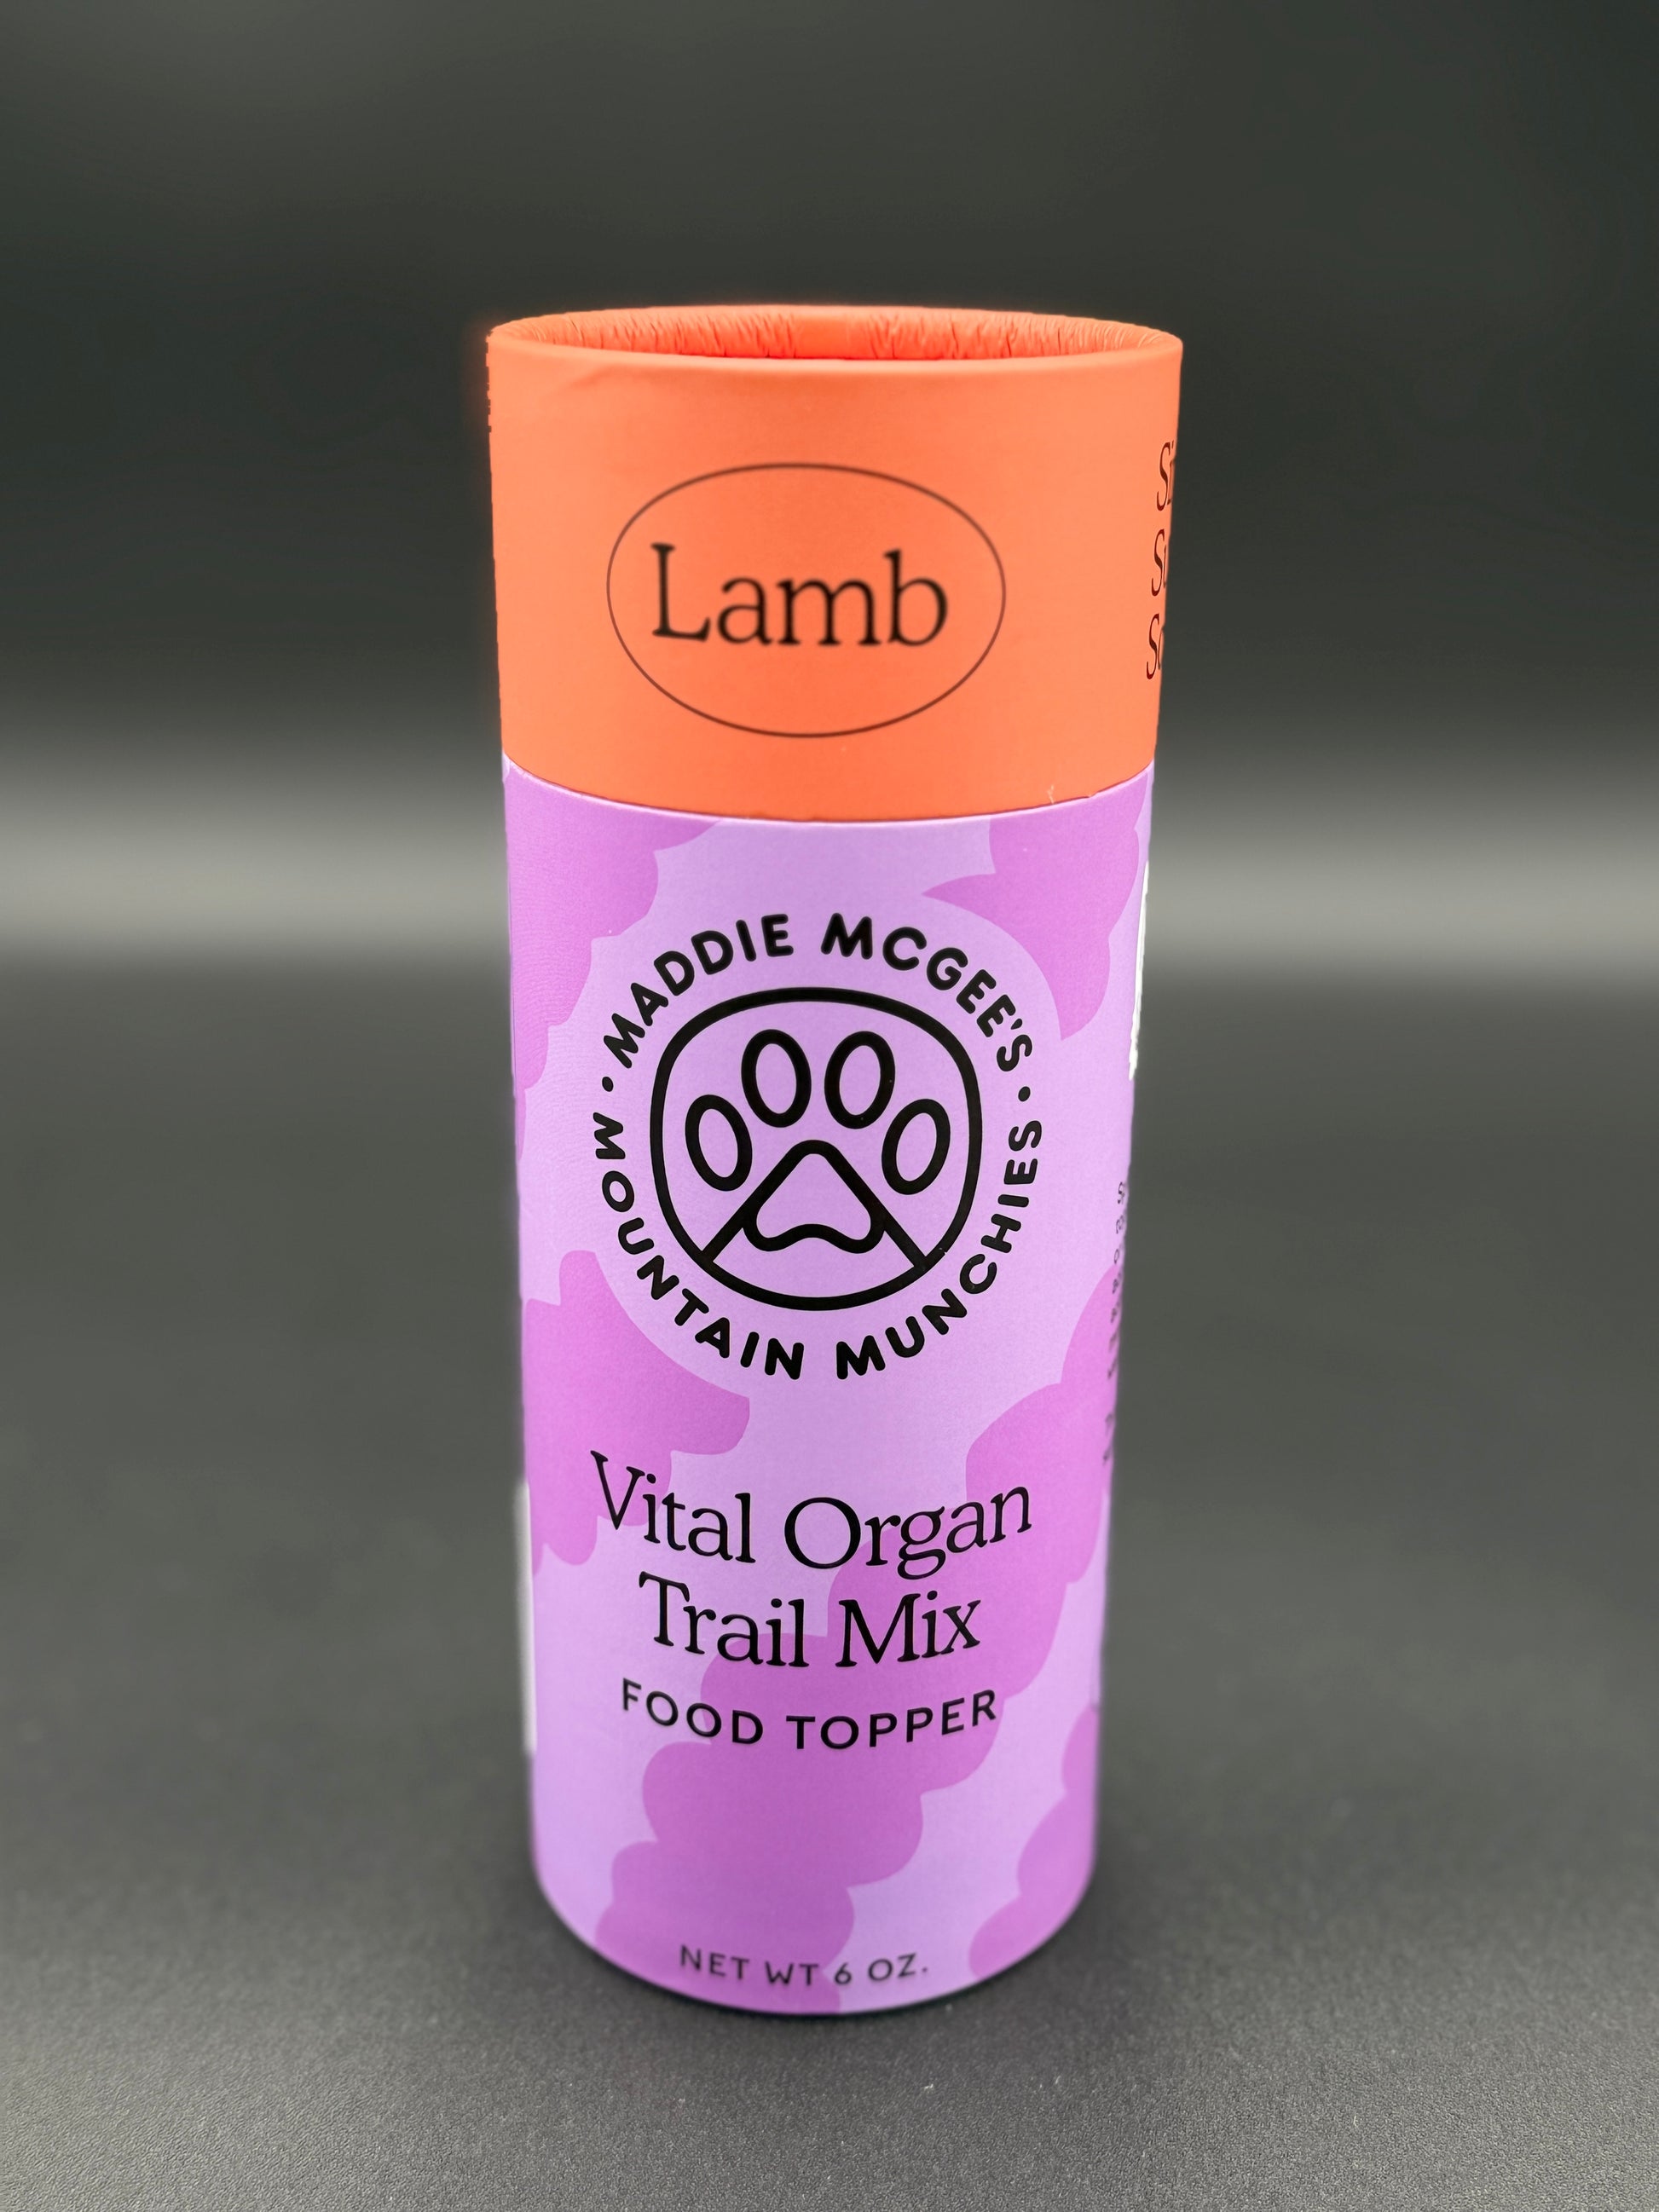 Lamb
MADDIE MCGEE'S
MOUNTAIN MUNCHIES
Vital Organ
Trail Mix
FOOD TOPPER
NET WT 6 OZ.